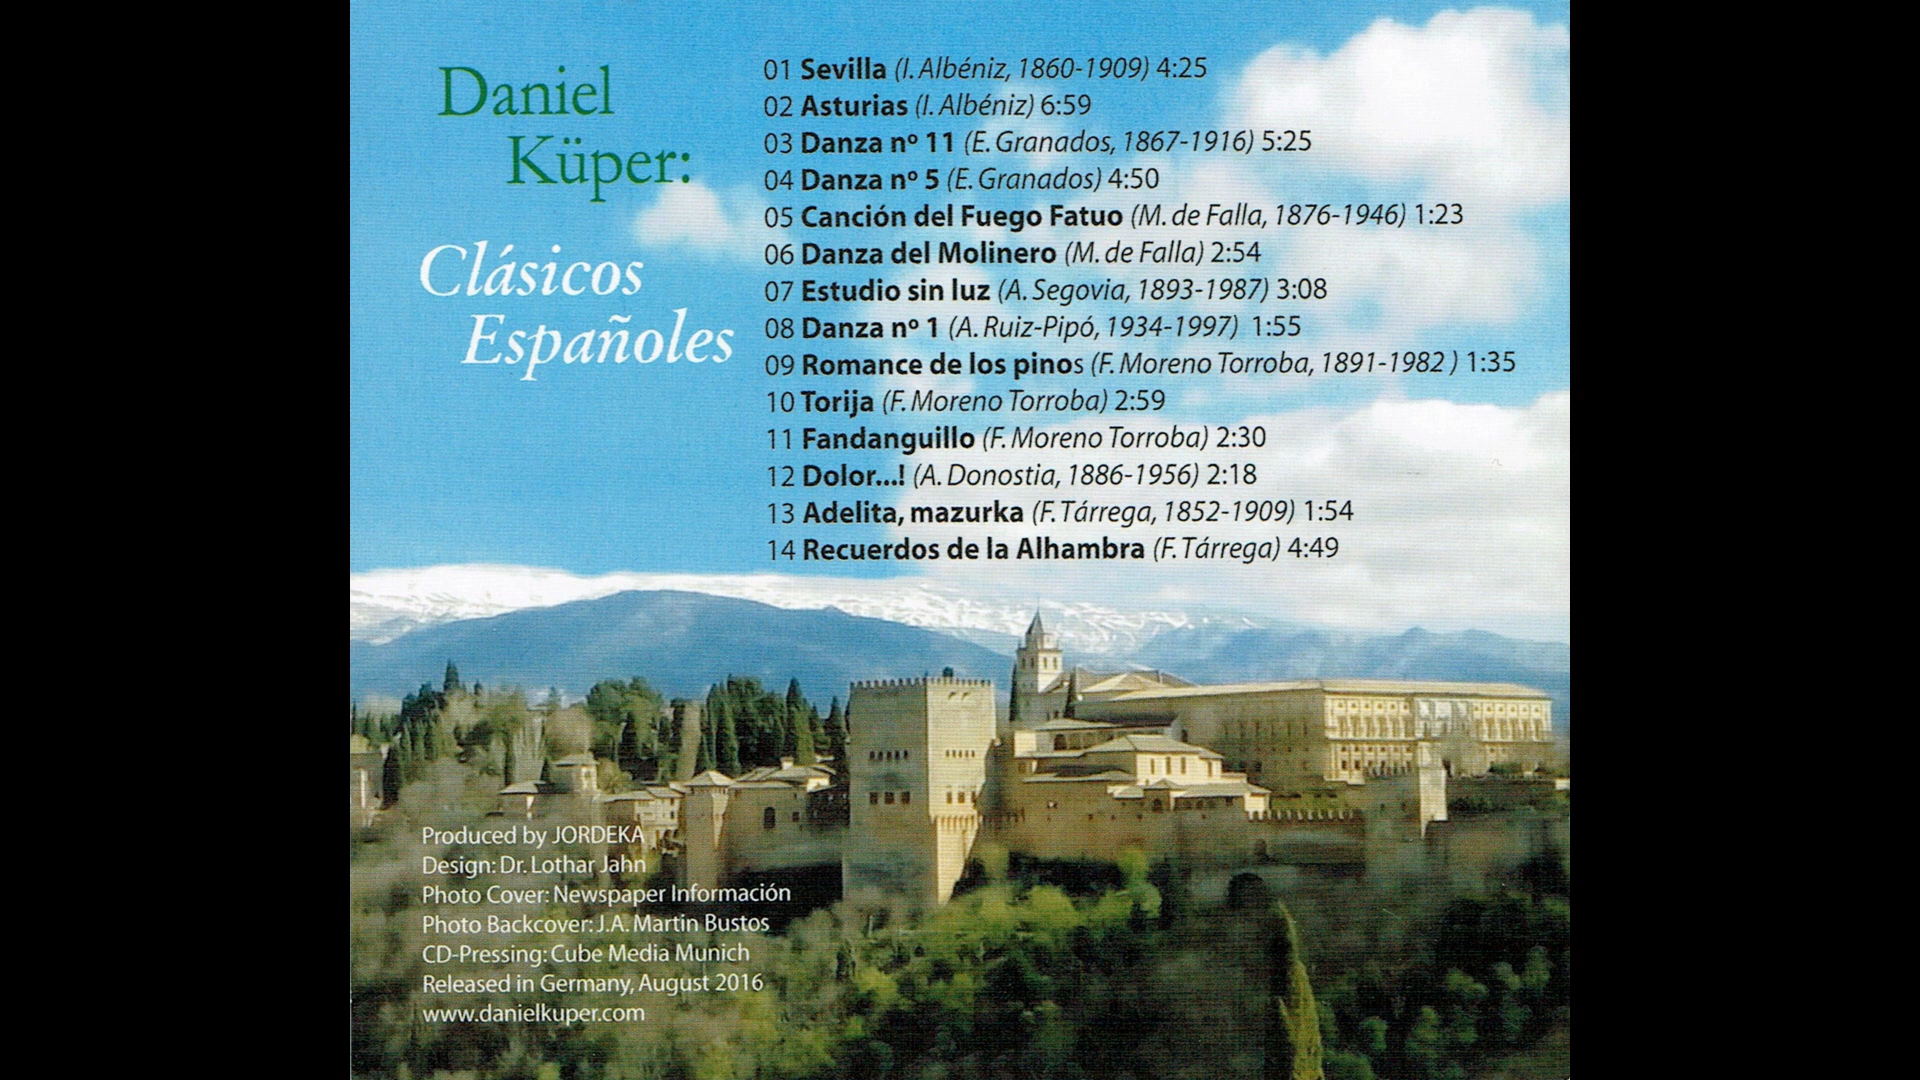 Daniel
Küper:
Clásicos
Españoles
01 Sevilla (I. Albéniz, 1860-1909) 4:25
02 Asturias (I. Albéniz) 6:59
03 Danza nº 11 (E. Granados, 1867-1916) 5:25
04 Danza nº 5 (E. Granados) 4:50
05 Canción del Fuego Fatuo (M. de Falla, 1876-1946) 1:23
06 Danza del Molinero (M. de Falla) 2:54
07 Estudio sin luz (A. Segovia, 1893-1987) 3:08
08 Danza nº 1 (A. Ruiz-Pipó, 1934-1997) 1:55
09 Romance de los pinos (F. Moreno Torroba, 1891-1982 ) 1:35
10 Torija (F. Moreno Torroba) 2:59
11 Fandanguillo (F. Moreno Torroba) 2:30
12 Dolor...! (A. Donostia, 1886-1956) 2:18
13 Adelita, mazurka (F. Tárrega, 1852-1909) 1:54
14 Recuerdos de la Alhambra (F. Tárrega) 4:49
Produced by JORDEKA
Design: Dr. Lothar Jahn
Photo Cover: Newspaper Información
Photo Backcover: J.A. Martin Bustos
CD-Pressing: Cube Media Munich
Released in Germany, August 2016
www.danielkuper.com